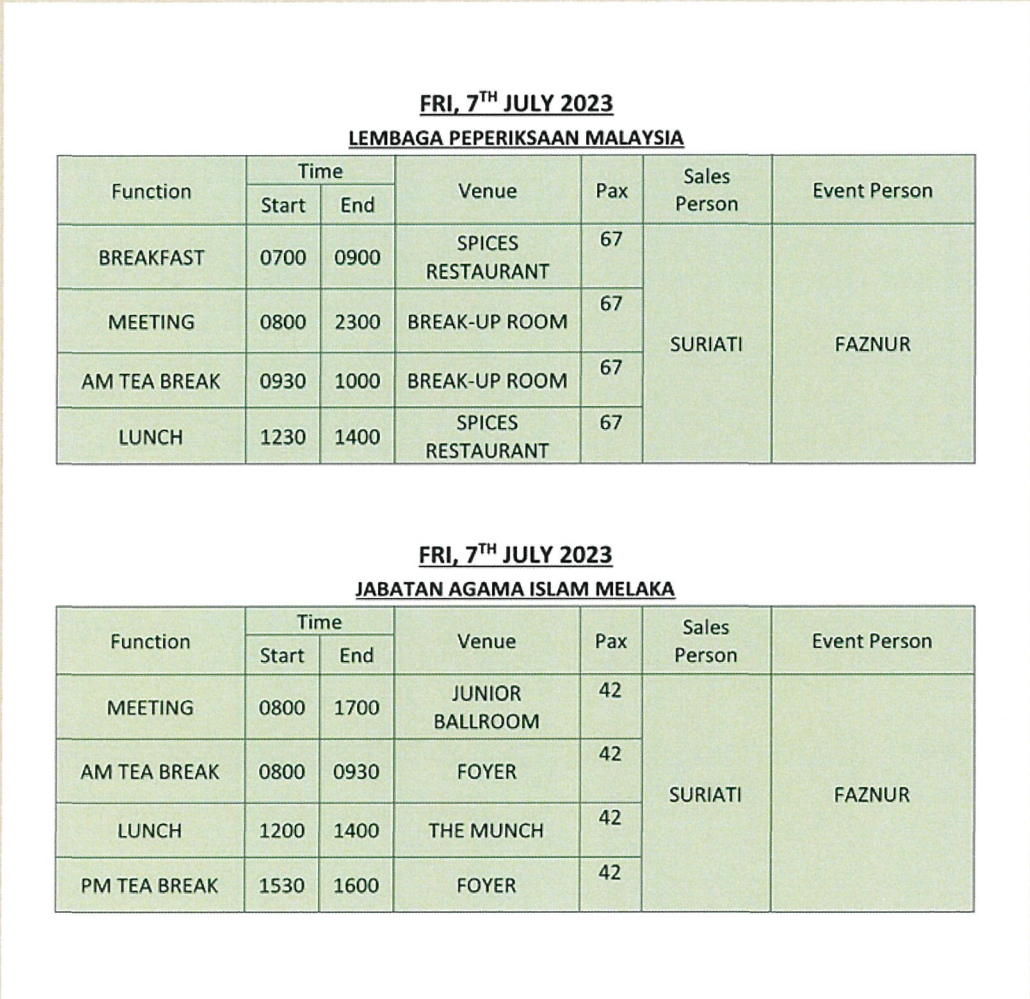 FRI, 7TH JULY 2023
LEMBAGA PEPERIKSAAN MALAYSIA
Function Time Venue Pax Sales Person Event Person
Start End
BREAKFAST 0700 0900 SPICES RESTAURANT 67 SURIATI FAZNUR
MEETING 0800 2300 BREAK-UP ROOM 67
AM TEA BREAK 0930 1000 BREAK-UP ROOM 67
LUNCH 1230 1400 SPICES RESTAURANT 67
FRI, 7TH JULY 2023
JABATAN AGAMA ISLAM MELAKA
Function Time Venue Pax Sales Person Event Person
Start End
MEETING 0800 1700 JUNIOR BALLROOM 42 SURIATI FAZNUR
AM TEA BREAK 0800 0930 FOYER 42
LUNCH 1200 1400 THE MUNCH 42
PM TEA BREAK 1530 1600 FOYER 42